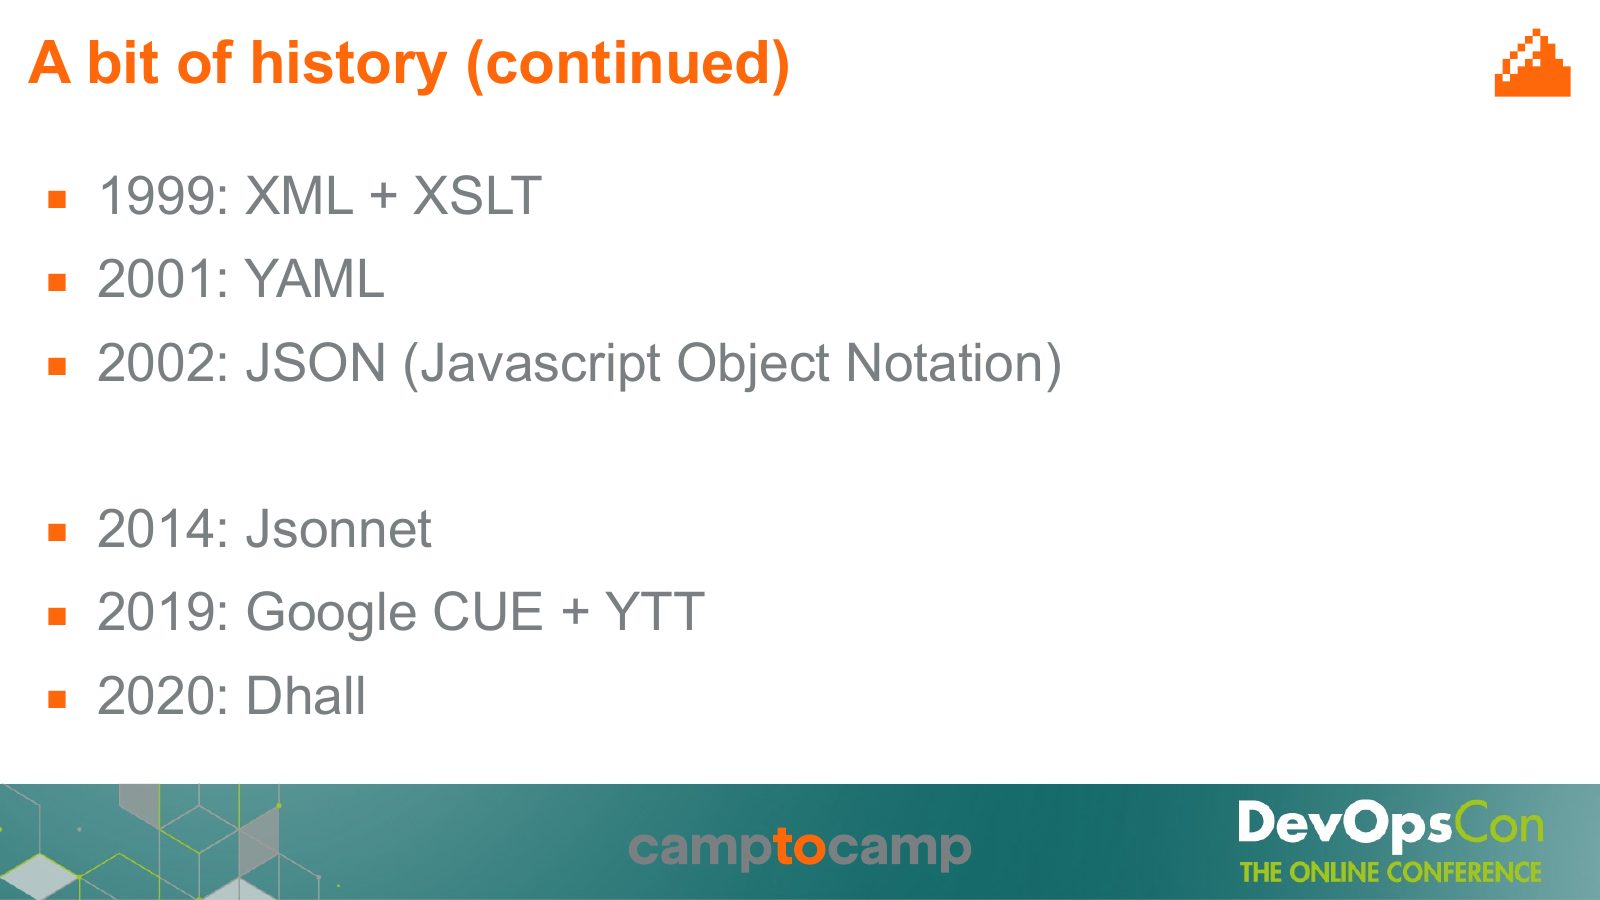 A bit of history (continued)
1999: XML + XSLT
2001: YAML
2002: JSON (Javascript Object Notation)
2014: Jsonnet
2019: Google CUE + YTT
2020: Dhall
camptocamp
DevOpsCon
THE ONLINE CONFERENCE